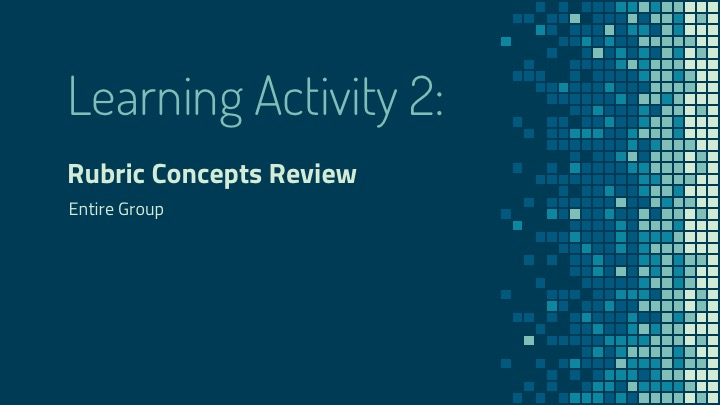 Learning Activity 2:
Rubric Concepts Review
Entire Group